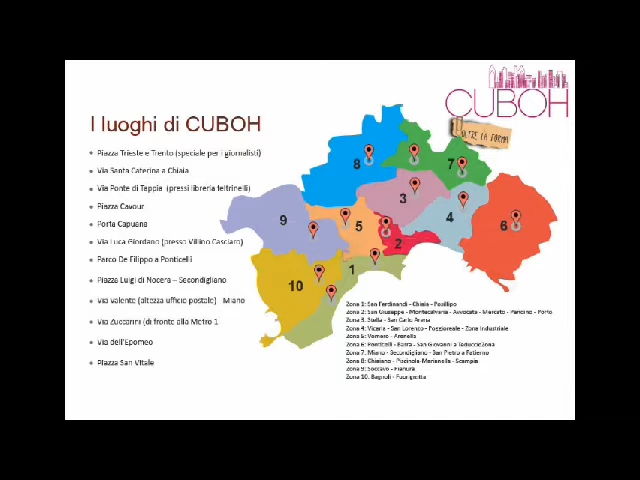 CUBOH
OLTRE LA FORMA
I luoghi di CUBOH
Piazza Trieste e Trento (speciale per i giornalisti)
Via Santa Caterina a Chiaia
Via Ponte di Tappia (pressi libreria feltrinelli)
Piazza Cavour
Porta Capuana
Via Luca Giordano (presso Villino Casciaro)
Parco De Filippo a Ponticelli
Piazza Luigi di Nocera – Secondigliano
Via Valente (altezza ufficio postale) - Miano
Via Zuccarini (di fronte alla Metro 1
Via dell'Epomeo
Piazza San Vitale
8
7
3
4
6
9
5
2
1
10
Zona 1: San Ferdinando - Chiaia - Posillipo
Zona 2: San Giuseppe - Montecalvario - Avvocata - Mercato - Pendino - Porto
Zona 3: Stella - San Carlo Arena
Zona 4: Vicaria - San Lorenzo - Poggioreale - Zona Industriale
Zona 5: Vomero - Arenella
Zona 6: Ponticelli - Barra - San Giovanni a Teduccio
Zona 7: Miano - Secondigliano - San Pietro a Patierno
Zona 8: Chiaiano - Piscinola-Marianella - Scampia
Zona 9: Soccavo - Pianura
Zona 10: Bagnoli - Fuorigrotta